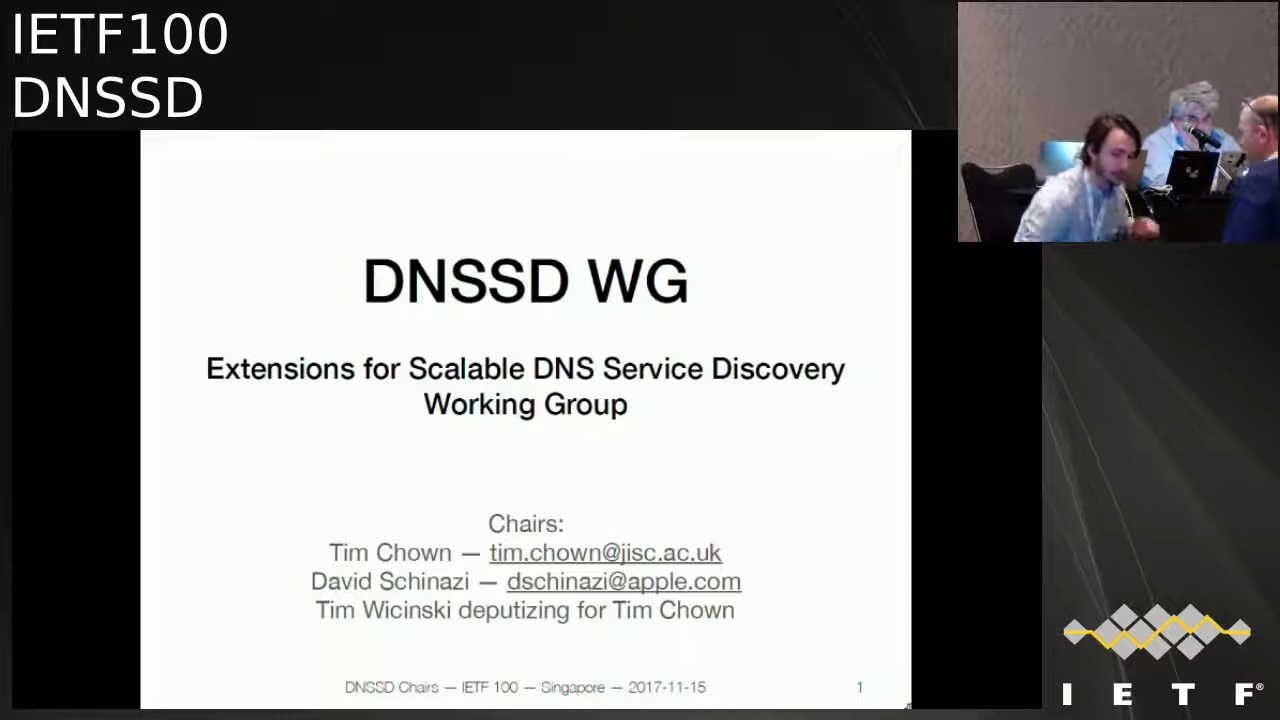 IETF100
DNSSD
DNSSD WG
Extensions for Scalable DNS Service Discovery
Working Group
Chairs:
Tim Chown — tim.chown@jisc.ac.uk
David Schinazi — dschinazi@apple.com
Tim Wicinski deputizing for Tim Chown
DNSSD Chairs — IETF 100 — Singapore — 2017-11-15
1
I E T F®